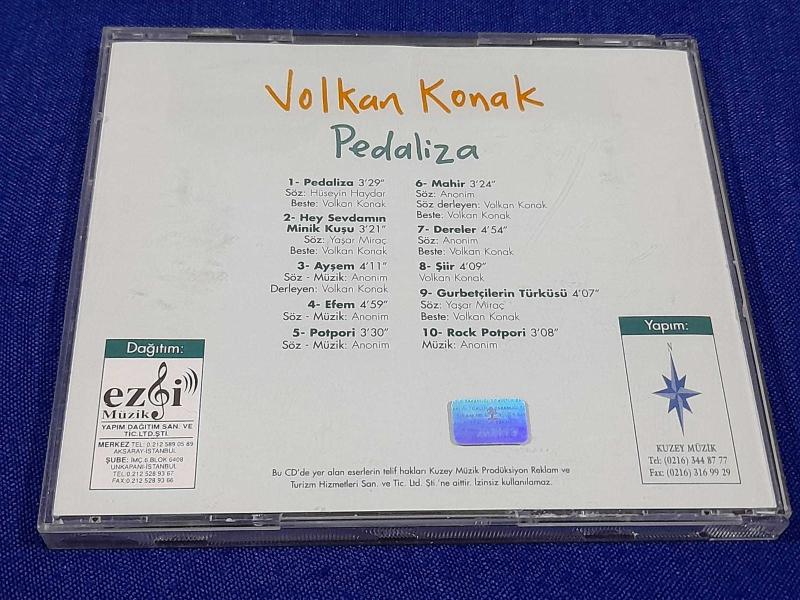 Volkan Konak
Pedaliza
1- Pedaliza 3'29"
Söz: Hüseyin Haydar
Beste: Volkan Konak
2- Hey Sevdamın
Minik Kuşu 3'21"
Söz: Yaşar Miraç
Beste: Volkan Konak
3- Ayşem 4'11"
Söz - Müzik: Anonim
Derleyen: Volkan Konak
4- Efem 4'59"
Söz - Müzik: Anonim
5- Potpori 3'30"
Söz - Müzik: Anonim
6- Mahir 3'24"
Söz: Anonim
Söz derleyen: Volkan Konak
Beste: Volkan Konak
7- Dereler 4'54"
Söz: Anonim
Beste: Volkan Konak
8- Şiir 4'09"
Volkan Konak
9- Gurbetçilerin Türküsü 4'07"
Söz: Yaşar Miraç
Beste: Volkan Konak
10- Rock Potpori 3'08"
Müzik: Anonim
Dağıtım:
ezgi
Müzik
YAPIM DAĞITIM SAN. VE
TİC.LTD.ŞTİ.
MERKEZ TEL: 0.212 589 05 89
AKSARAY-İSTANBUL
ŞUBE: İMÇ.6.BLOK 6408
UNKAPANI-İSTANBUL
TEL:0.212 528 93 67
FAX:0.212 528 93 66
Yapım:
N
KUZEY MÜZİK
Tel: (0216) 344 87 77
Fax: (0216) 316 99 29
Bu CD'de yer alan eserlerin telif hakları Kuzey Müzik Prodüksiyon Reklam ve
Turizm Hizmetleri San. ve Tic. Ltd. Şti.'ne aittir. İzinsiz kullanılamaz.